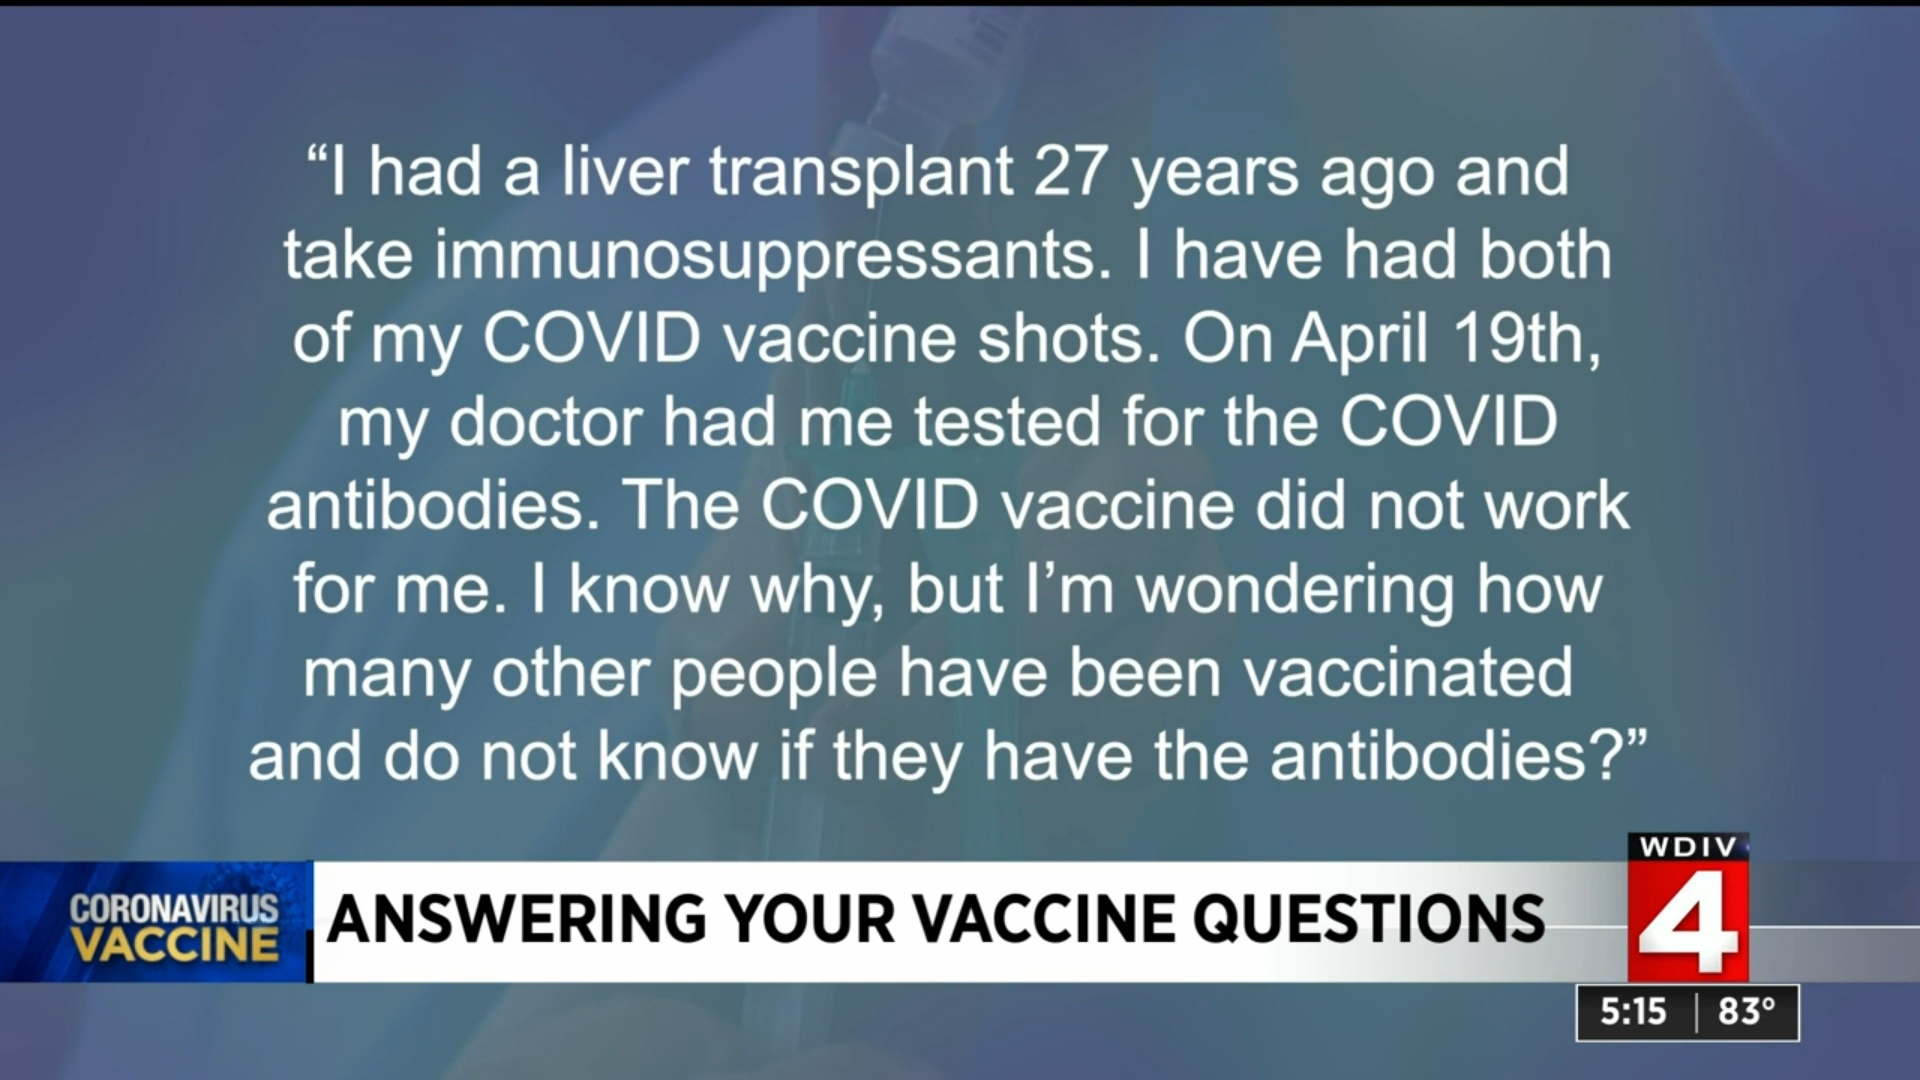 “I had a liver transplant 27 years ago and
take immunosuppressants. I have had both
of my COVID vaccine shots. On April 19th,
my doctor had me tested for the COVID
antibodies. The COVID vaccine did not work
for me. I know why, but I’m wondering how
many other people have been vaccinated
and do not know if they have the antibodies?”
CORONAVIRUS
VACCINE
ANSWERING YOUR VACCINE QUESTIONS
WDIV
4
5:15 | 83°